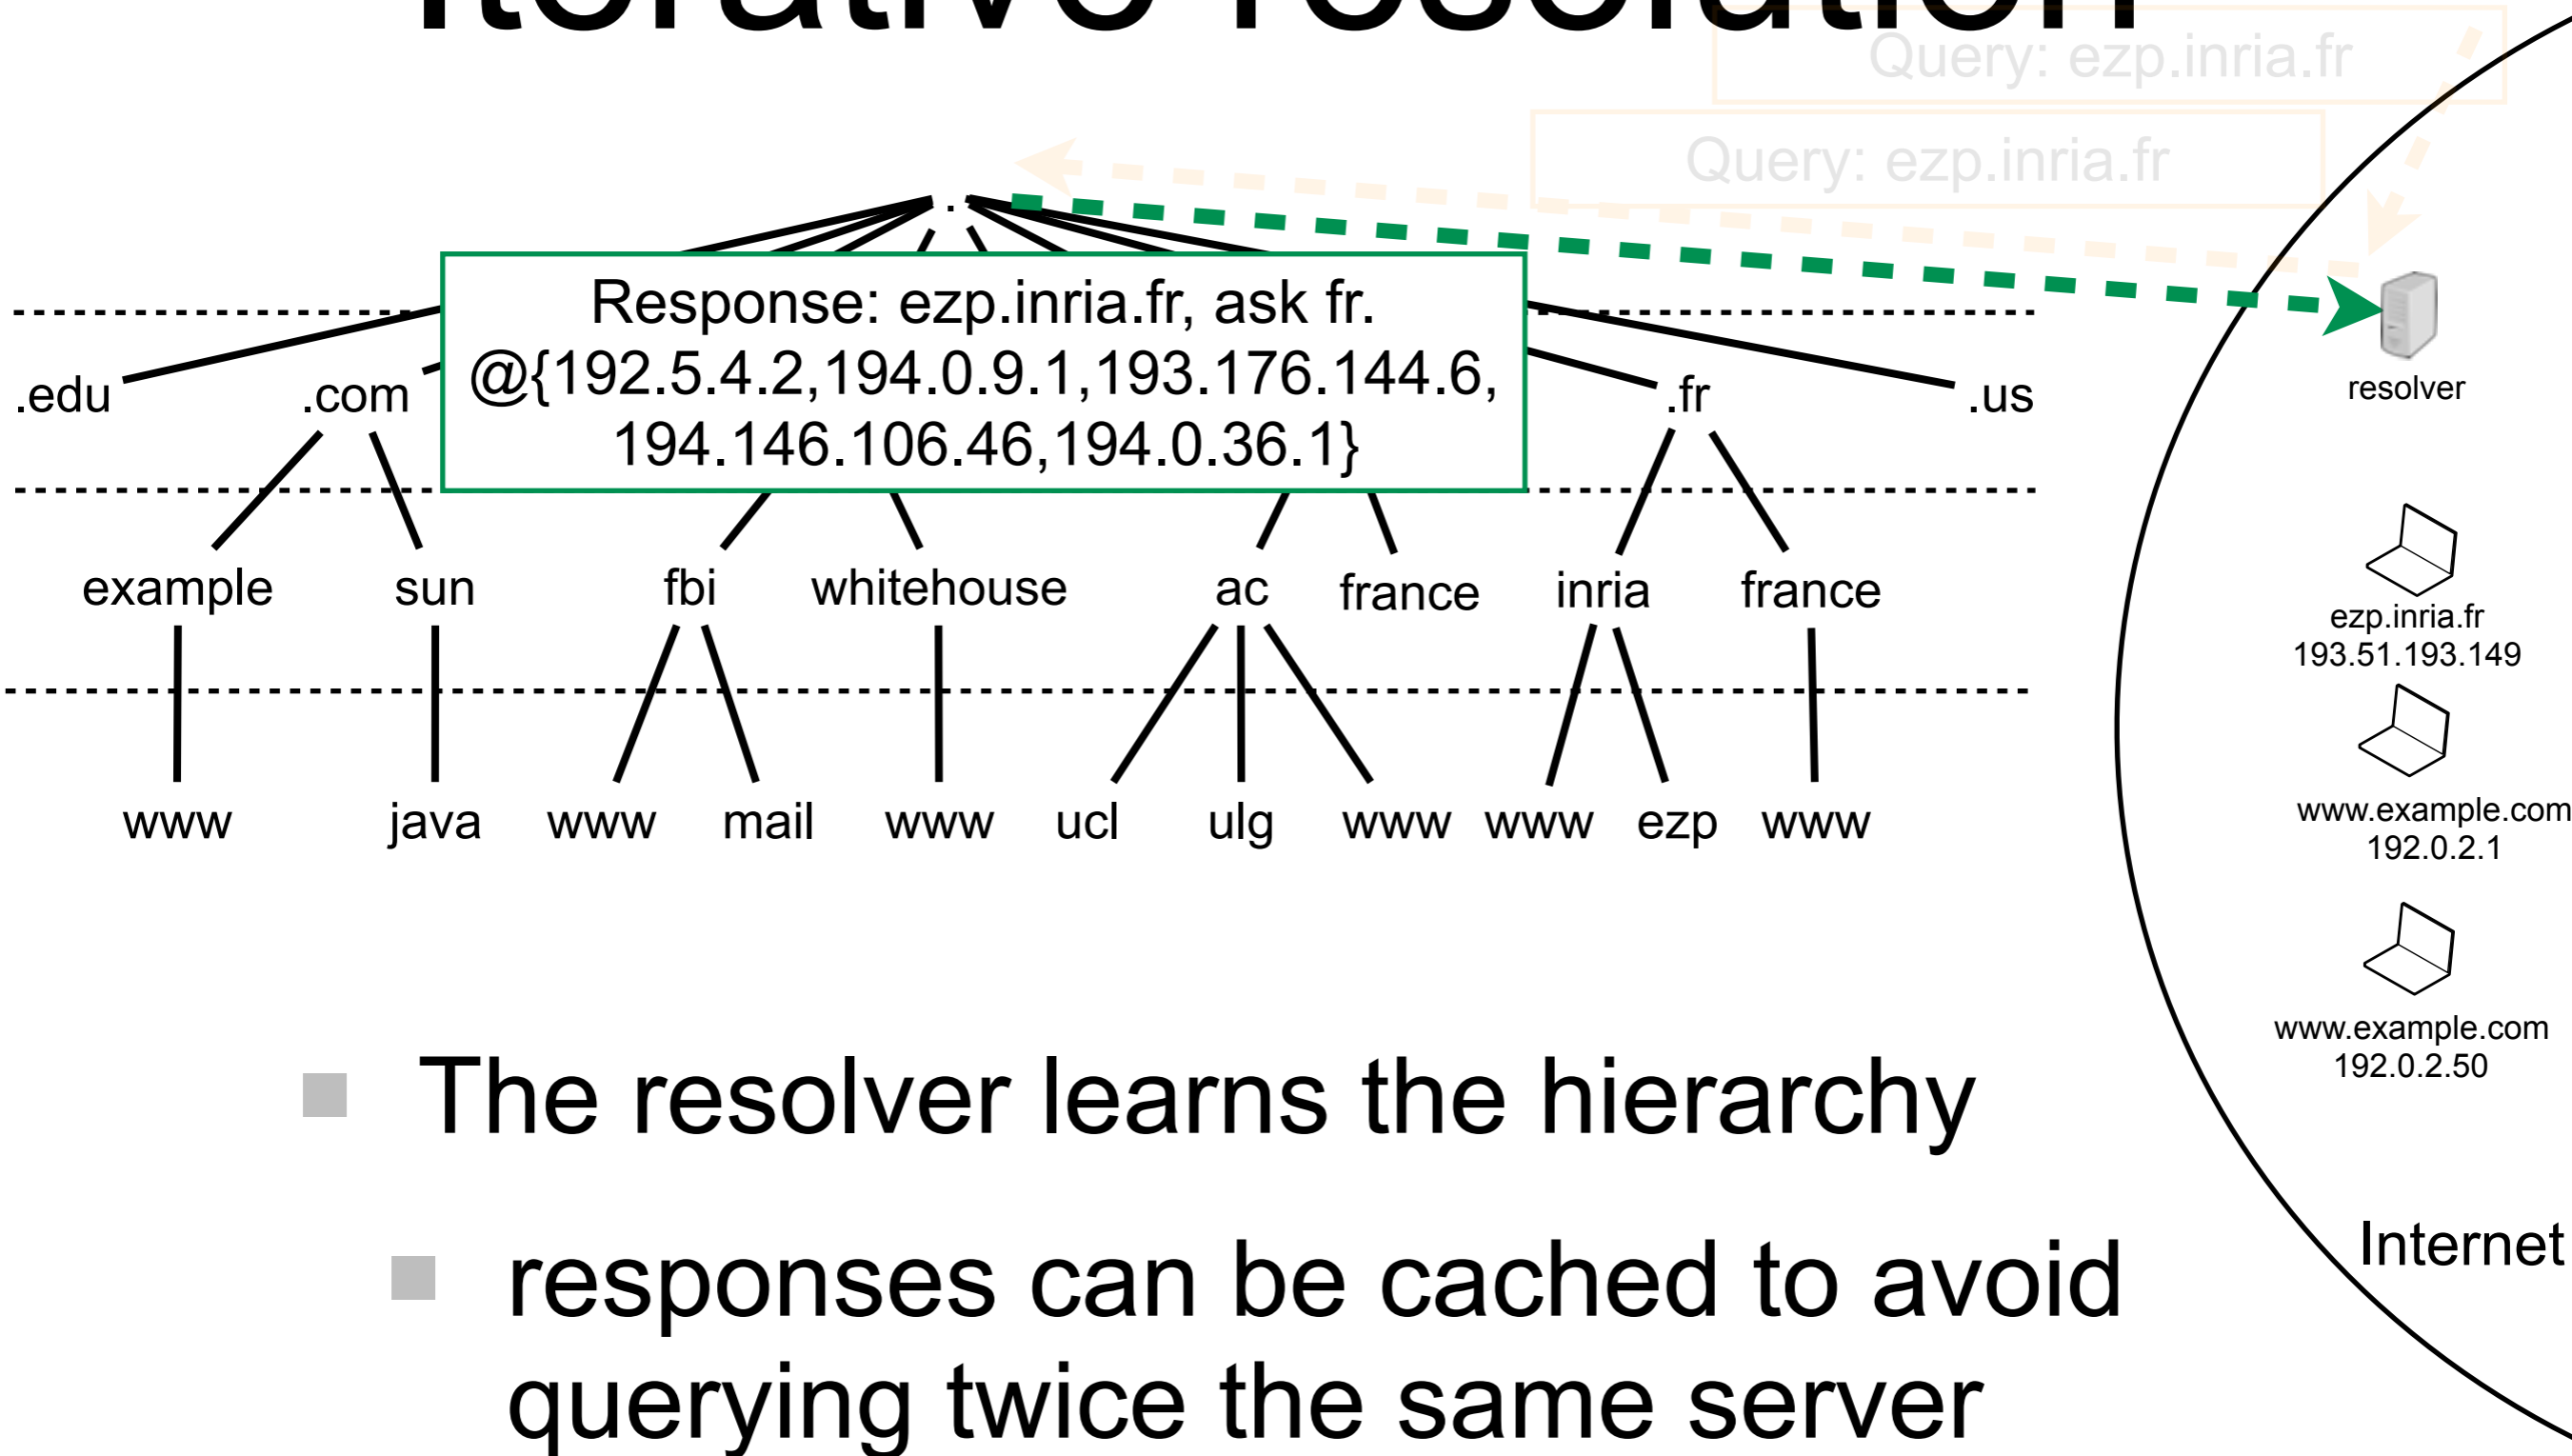 Iterative resolution
Query: ezp.inria.fr
Query: ezp.inria.fr
.
Response: ezp.inria.fr, ask fr.
@{192.5.4.2,194.0.9.1,193.176.144.6,
194.146.106.46,194.0.36.1}
.edu
.com
.fr
.us
resolver
example
sun
fbi
whitehouse
ac
france
inria
france
ezp.inria.fr
193.51.193.149
www
java
www
mail
www
ucl
ulg
www
www
ezp
www
www.example.com
192.0.2.1
www.example.com
192.0.2.50
The resolver learns the hierarchy
Internet
responses can be cached to avoid
querying twice the same server